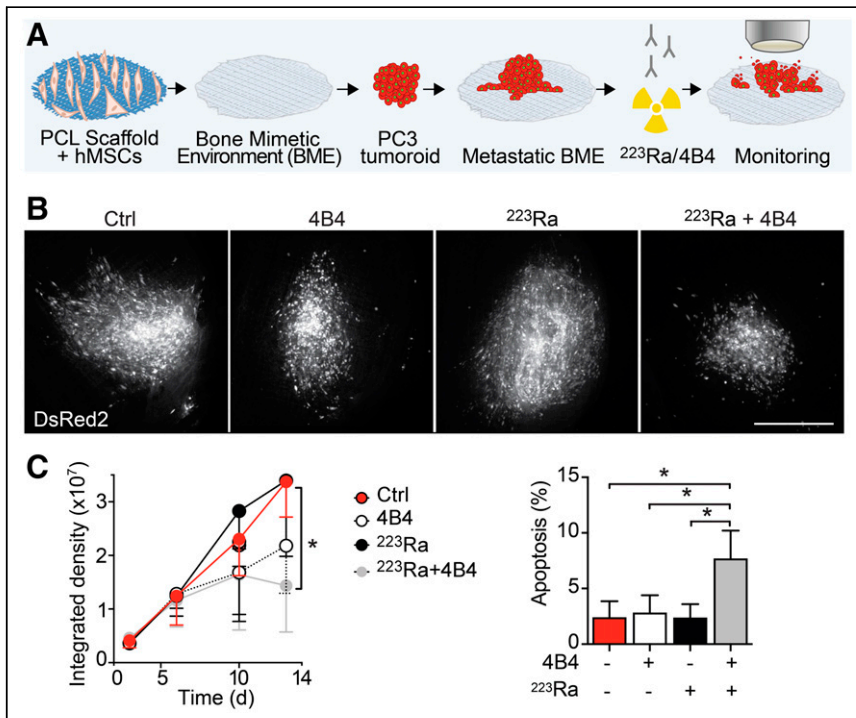 A
PCL Scaffold
+ hMSCs
Bone Mimetic
Environment (BME)
PC3
tumoroid
Metastatic BME
²²³Ra/4B4
Monitoring
B
Ctrl
4B4
²²³Ra
²²³Ra + 4B4
DsRed2
C
Integrated density (x10⁷)
3
2
1
0
0
5
10
14
Time (d)
Ctrl
4B4
²²³Ra
²²³Ra+4B4
*
Apoptosis (%)
15
10
5
0
*
*
*
4B4 - + - +
²²³Ra - - + +